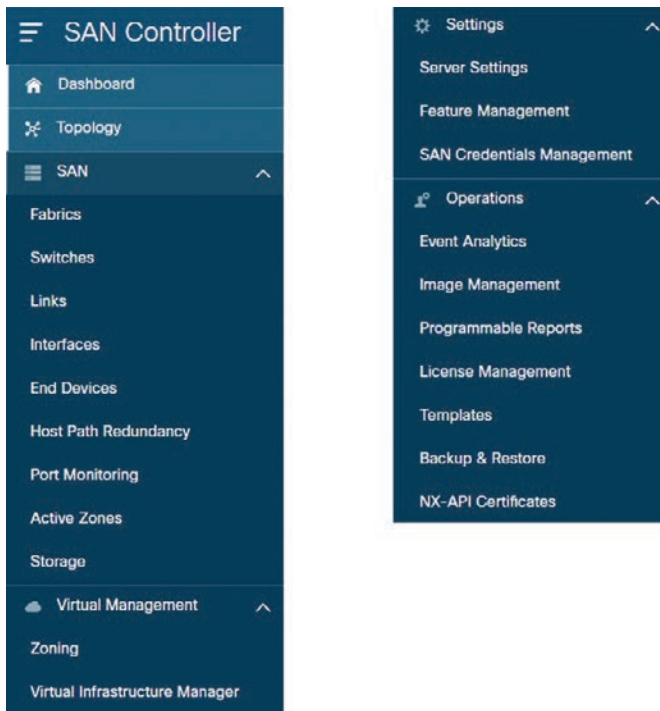 SAN Controller
Dashboard
Topology
SAN
Fabrics
Switches
Links
Interfaces
End Devices
Host Path Redundancy
Port Monitoring
Active Zones
Storage
Virtual Management
Zoning
Virtual Infrastructure Manager
Settings
Server Settings
Feature Management
SAN Credentials Management
Operations
Event Analytics
Image Management
Programmable Reports
License Management
Templates
Backup & Restore
NX-API Certificates